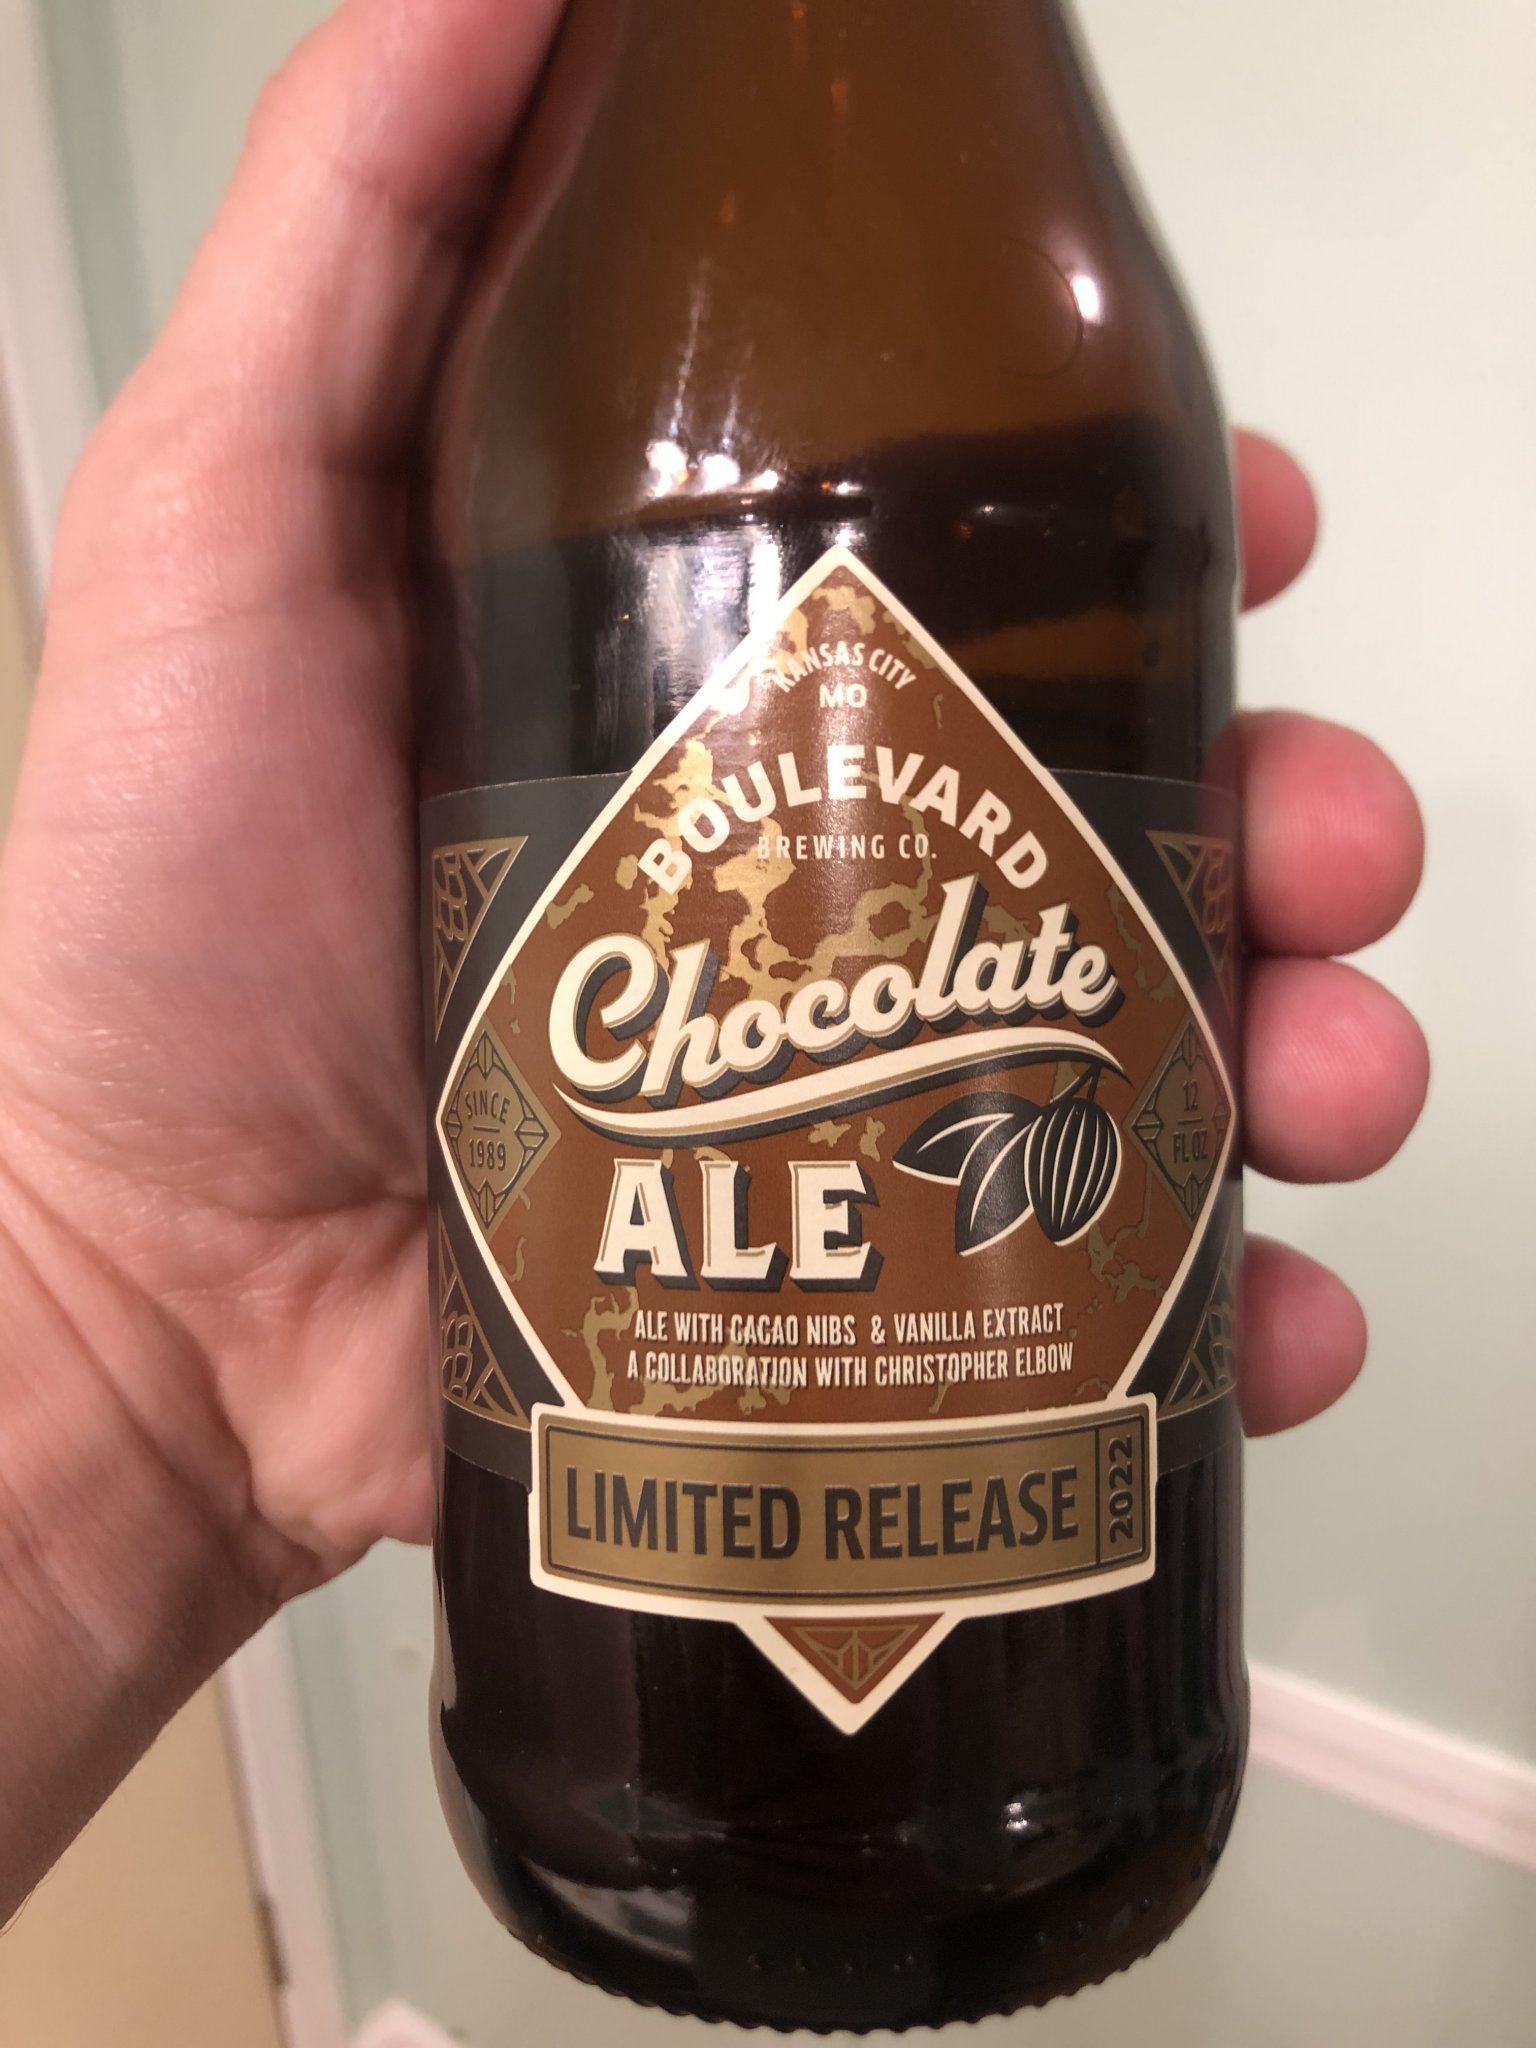 KANSAS CITY
MO
BOULEVARD
BREWING CO.
Chocolate
ALE
SINCE
1989
12
FL OZ
ALE WITH CACAO NIBS & VANILLA EXTRACT
A COLLABORATION WITH CHRISTOPHER ELBOW
LIMITED RELEASE
2022